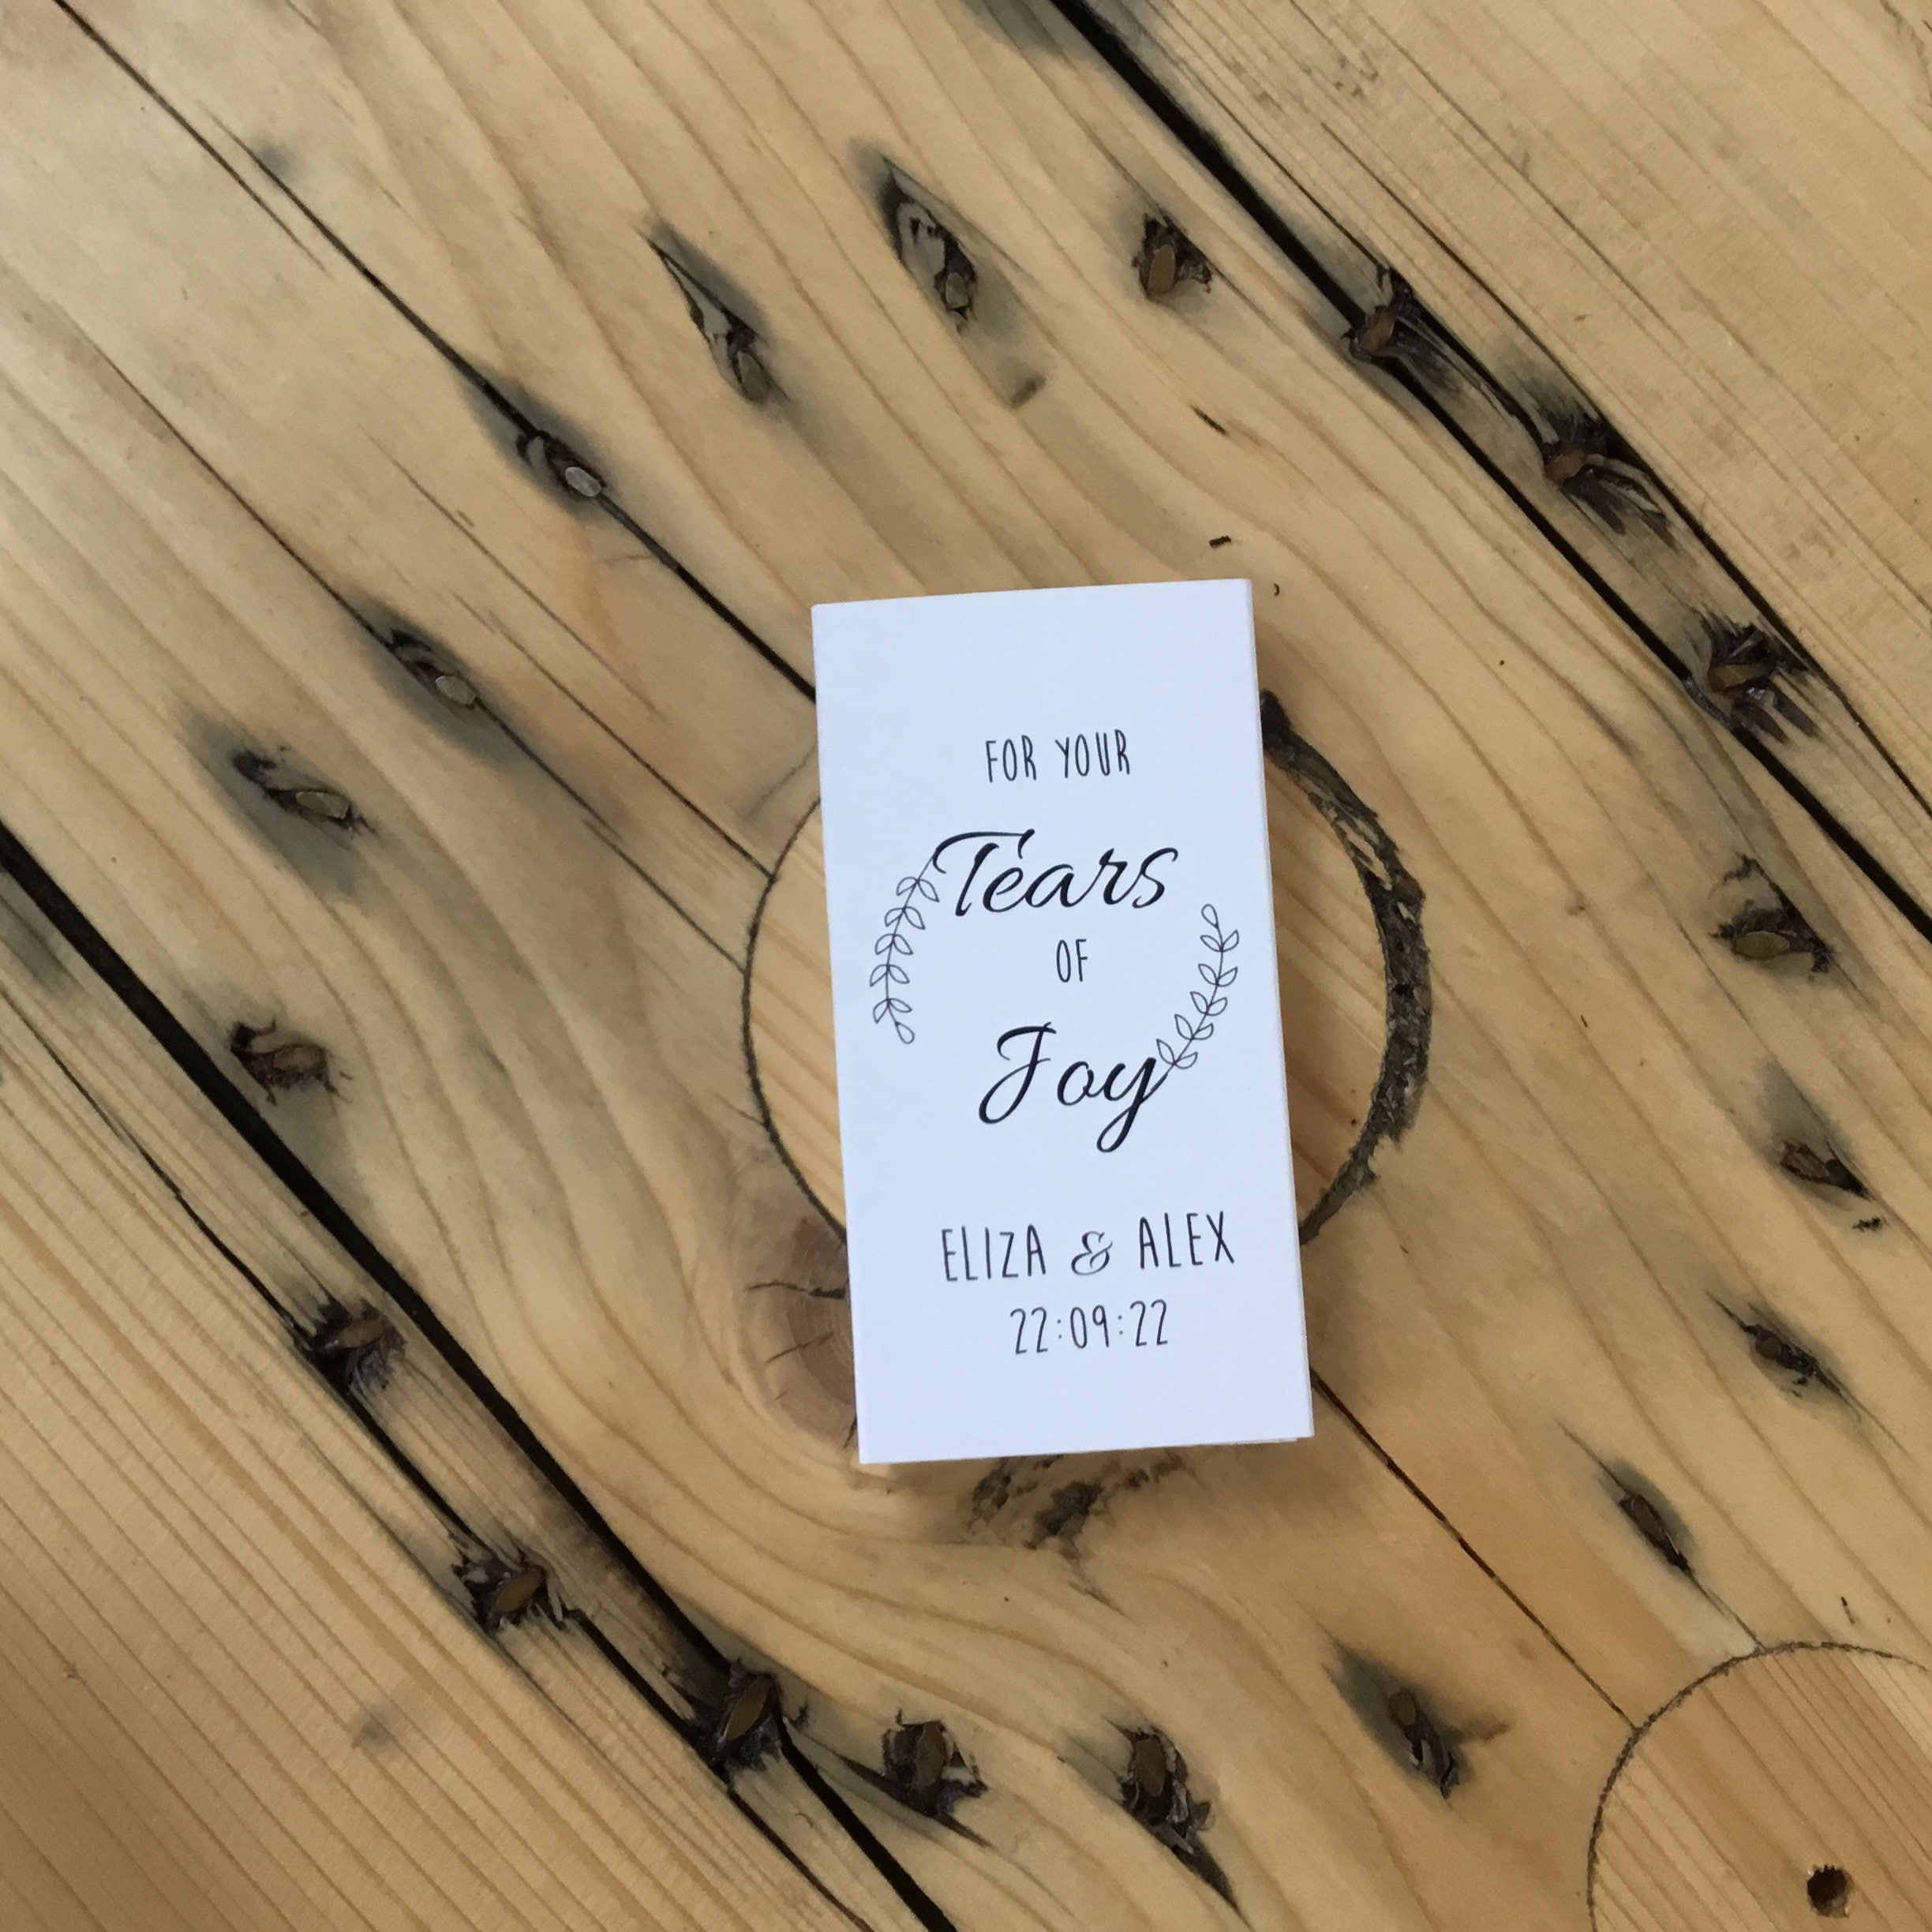 FOR YOUR
Tears
OF
Joy
ELIZA & ALEX
22:09:22